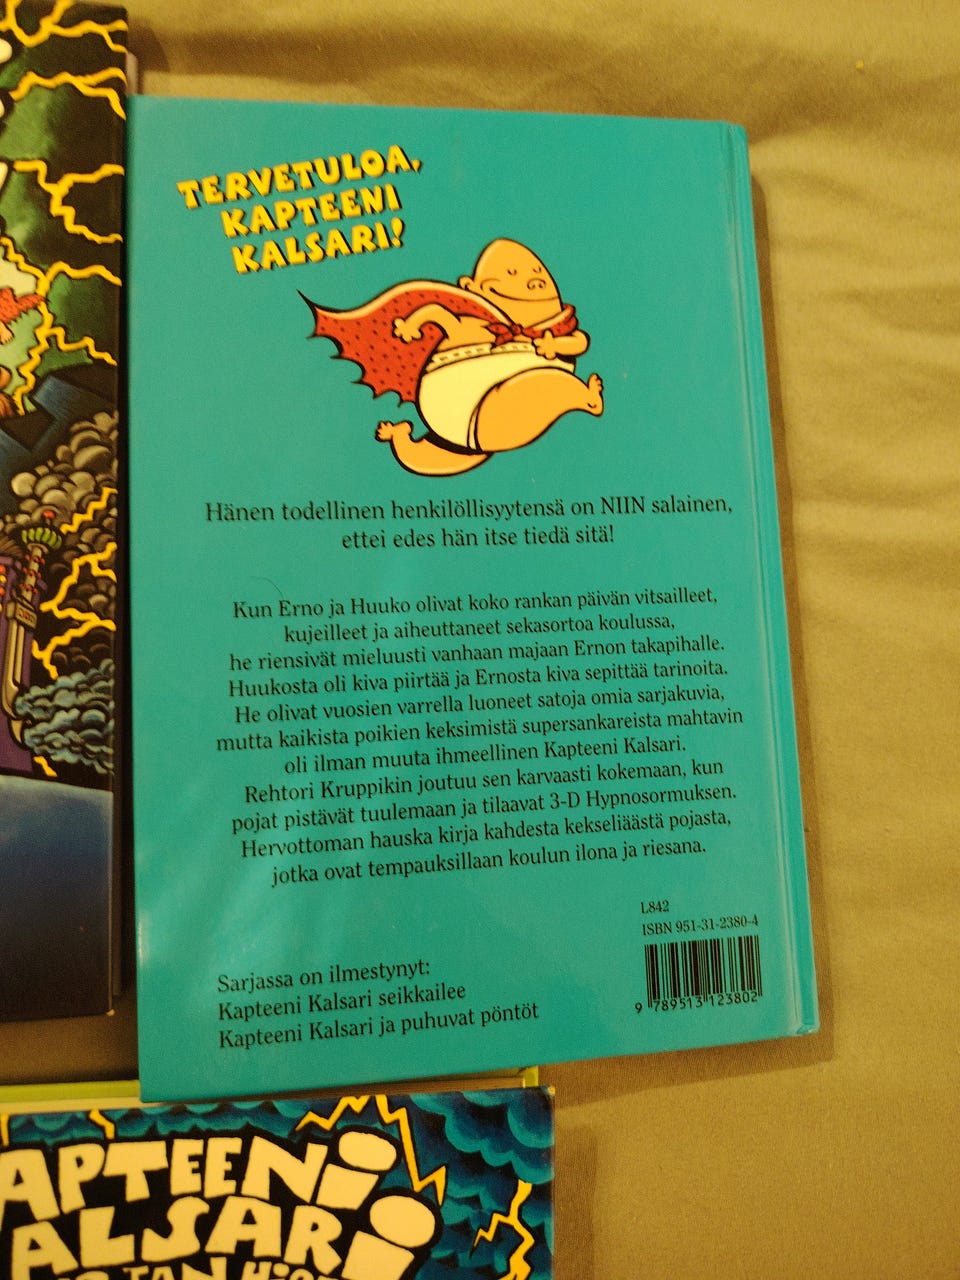 TERVETULOA,
KAPTEENI
KALSARI!
Hänen todellinen henkilöllisyytensä on NIIN salainen,
ettei edes hän itse tiedä sitä!
Kun Erno ja Huuko olivat koko rankan päivän vitsailleet,
kujeilleet ja aiheuttaneet sekasortoa koulussa,
he riensivät mieluusti vanhaan majaan Ernon takapihalle.
Huukosta oli kiva piirtää ja Ernosta kiva sepittää tarinoita.
He olivat vuosien varrella luoneet satoja omia sarjakuvia,
mutta kaikista poikien keksimistä supersankareista mahtavin
oli ilman muuta ihmeellinen Kapteeni Kalsari.
Rehtori Kruppikin joutuu sen karvaasti kokemaan, kun
pojat pistävät tuulemaan ja tilaavat 3-D Hypnosormuksen.
Hervottoman hauska kirja kahdesta kekseliäästä pojasta,
jotka ovat tempauksillaan koulun ilona ja riesana.
L842
ISBN 951-31-2380-4
9 789513 123802
Sarjassa on ilmestynyt:
Kapteeni Kalsari seikkailee
Kapteeni Kalsari ja puhuvat pöntöt
APTEENI
ALSARI